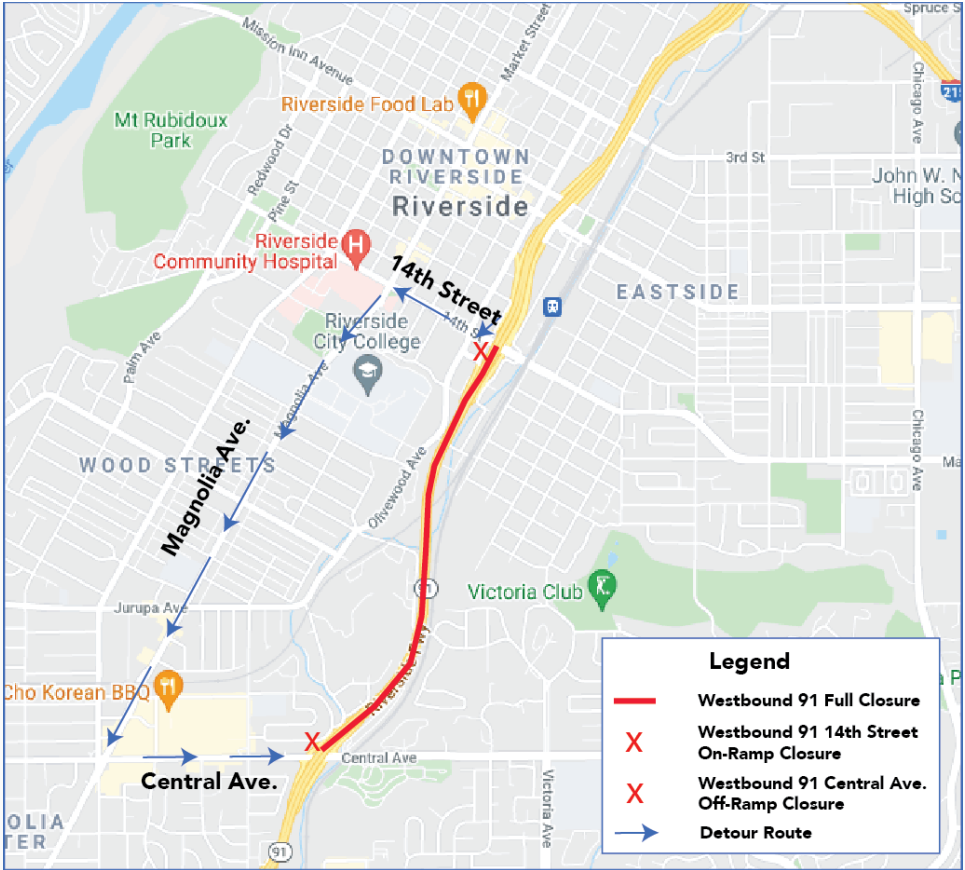 Spruce S
Mission Inn Avenue
Market Street
Chicago Ave
215
Riverside Food Lab
Mt Rubidoux
Park
3rd St
DOWNTOWN
RIVERSIDE
Riverside
Redwood Dr
Pine St
John W. N
High Sc
Riverside
Community Hospital
H
14th Street
14th S
EASTSIDE
Riverside
City College
Palm Ave
Magnolia Ave
X
Magnolia Ave.
WOOD STREETS
Olivewood Ave
Chicago Ave
Ma
Victoria Club
91
Jurupa Ave
Riverside Fwy
Cho Korean BBQ
X
Central Ave
Central Ave.
Victoria Ave
OLIA
TER
91
a P
Legend
Westbound 91 Full Closure
X Westbound 91 14th Street
On-Ramp Closure
X Westbound 91 Central Ave.
Off-Ramp Closure
Detour Route